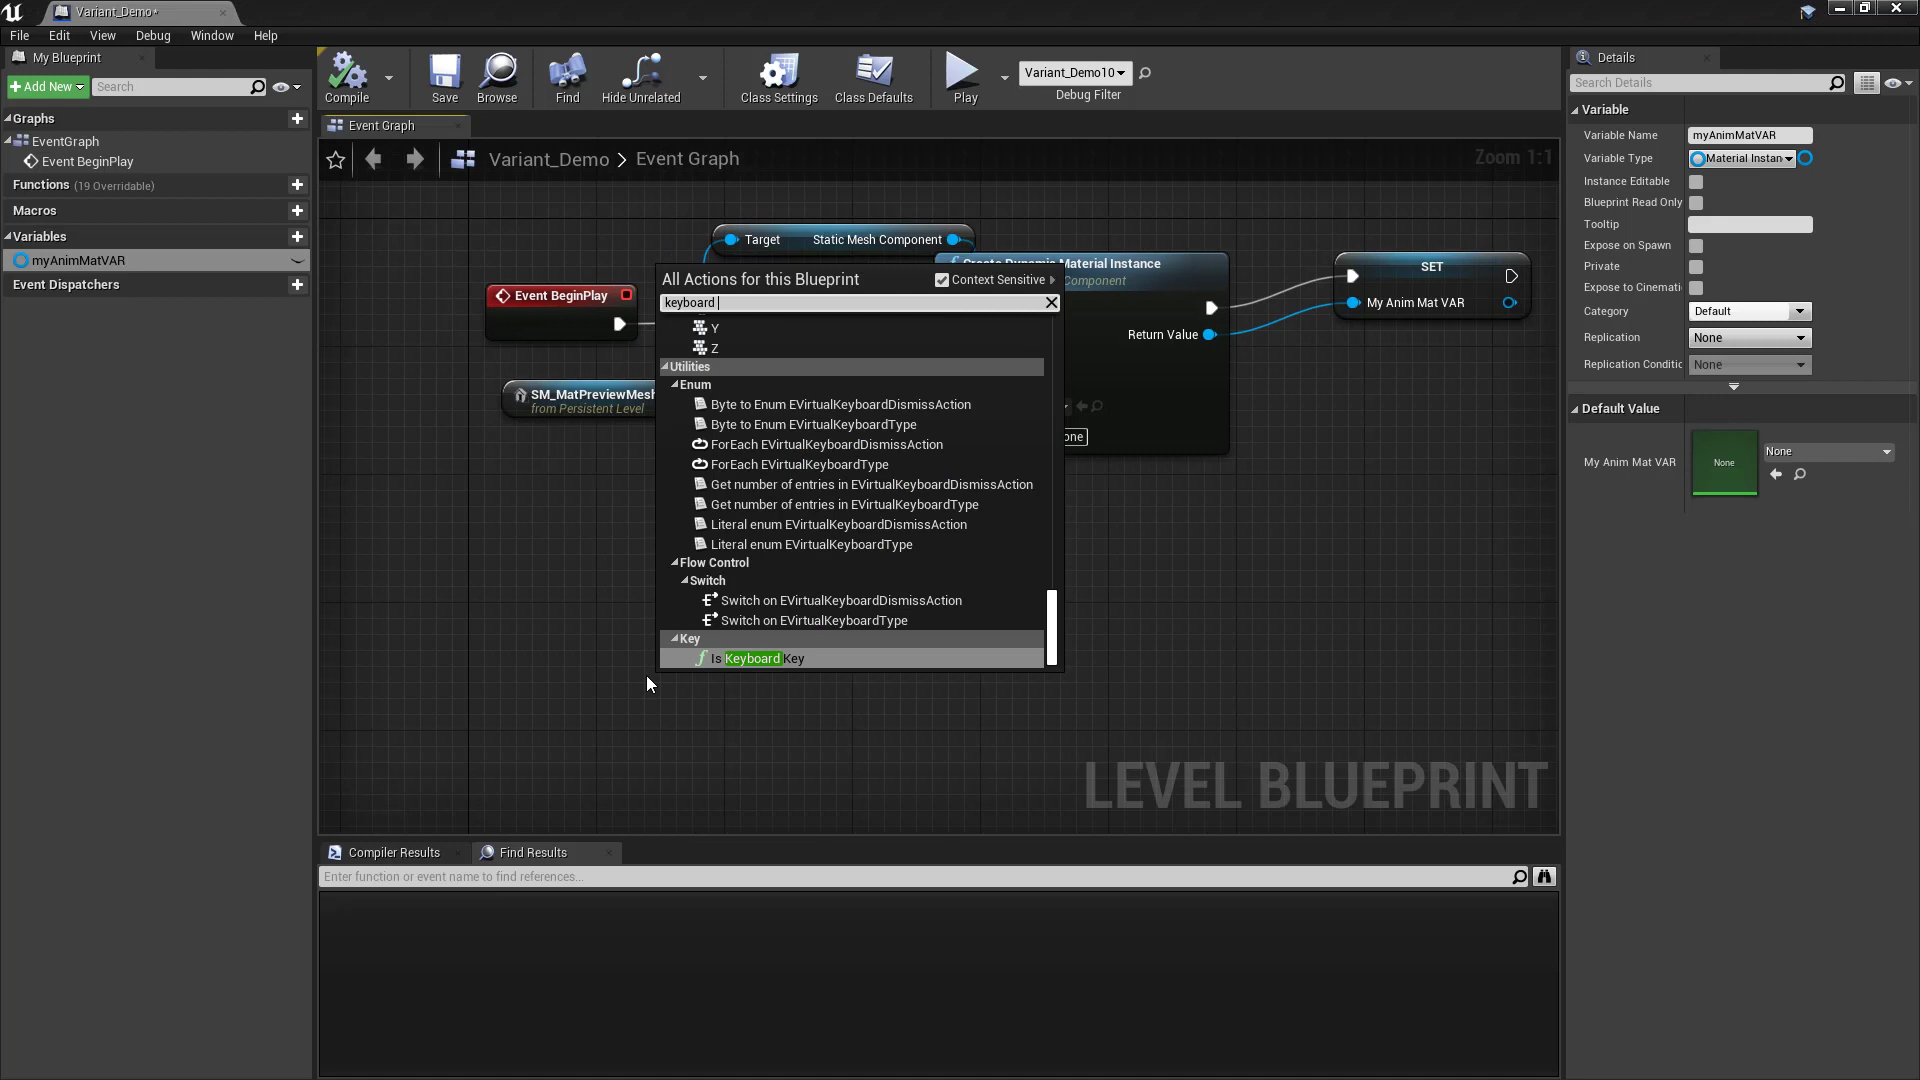 Variant_Demo*
File Edit View Debug Window Help
My Blueprint
Add New
Search
Graphs
EventGraph
Event BeginPlay
Functions (19 Overridable)
Macros
Variables
myAnimMatVAR
Event Dispatchers
Compile
Save
Browse
Find
Hide Unrelated
Class Settings
Class Defaults
Play
Variant_Demo10
Debug Filter
Event Graph
Variant_Demo > Event Graph
Zoom 1:1
Target Static Mesh Component
Event BeginPlay
SM_MatPreviewMesh
from Persistent Level
Create Dynamic Material Instance
Component
Return Value
one
SET
My Anim Mat VAR
All Actions for this Blueprint
Context Sensitive
keyboard
Y
Z
Utilities
Enum
Byte to Enum EVirtualKeyboardDismissAction
Byte to Enum EVirtualKeyboardType
ForEach EVirtualKeyboardDismissAction
ForEach EVirtualKeyboardType
Get number of entries in EVirtualKeyboardDismissAction
Get number of entries in EVirtualKeyboardType
Literal enum EVirtualKeyboardDismissAction
Literal enum EVirtualKeyboardType
Flow Control
Switch
Switch on EVirtualKeyboardDismissAction
Switch on EVirtualKeyboardType
Key
Is Keyboard Key
LEVEL BLUEPRINT
Compiler Results
Find Results
Enter function or event name to find references...
Details
Search Details
Variable
Variable Name myAnimMatVAR
Variable Type Material Instan
Instance Editable
Blueprint Read Only
Tooltip
Expose on Spawn
Private
Expose to Cinemati
Category Default
Replication None
Replication Conditic None
Default Value
My Anim Mat VAR None None